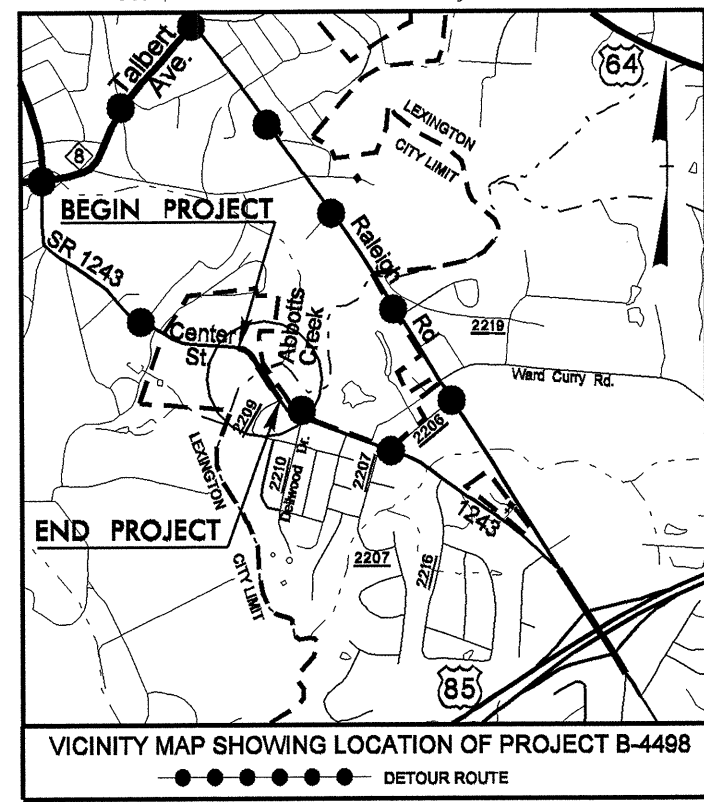 Talbert
Ave.
64
LEXINGTON
CITY LIMIT
8
BEGIN PROJECT
SR 1243
Raleigh
Rd
Abbotts
Creek
Center
St.
2219
Ward Curry Rd.
2209
2206
2210
Dellwood Dr.
2207
LEXINGTON
CITY LIMIT
1243
END PROJECT
2207
2216
85
VICINITY MAP SHOWING LOCATION OF PROJECT B-4498
DETOUR ROUTE